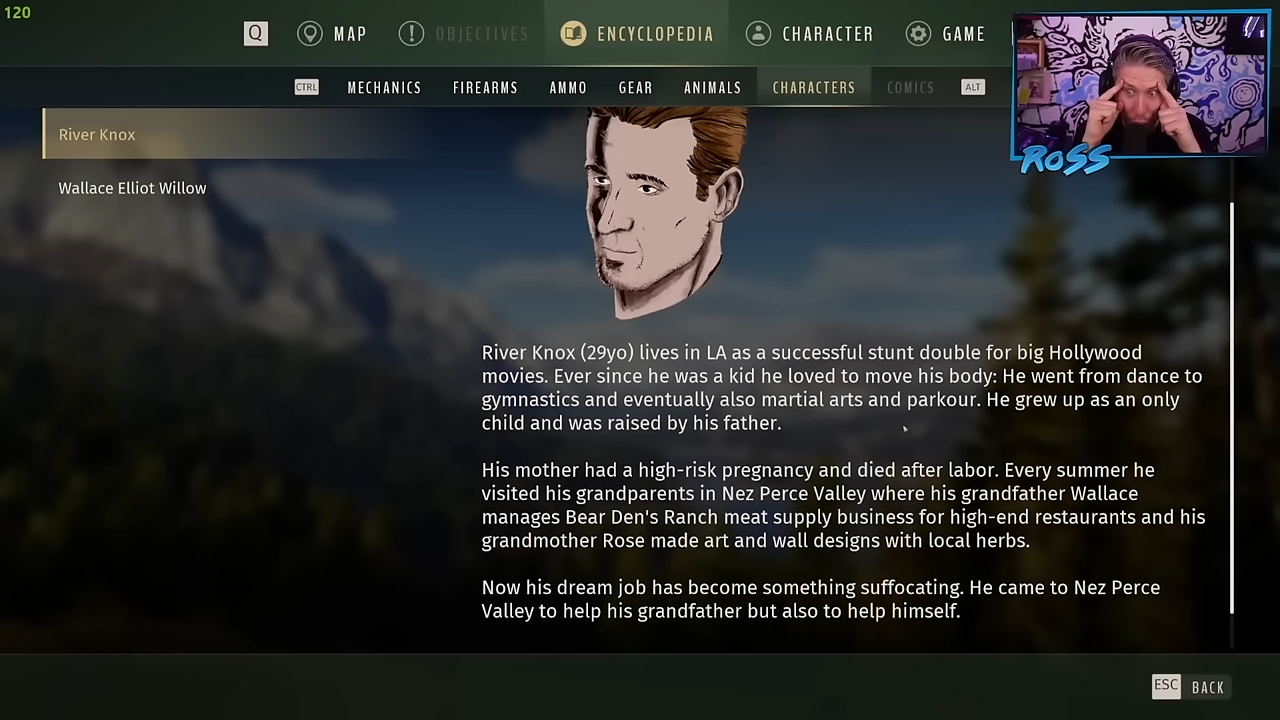 120
Q MAP OBJECTIVES ENCYCLOPEDIA CHARACTER GAME
CTRL MECHANICS FIREARMS AMMO GEAR ANIMALS CHARACTERS COMICS ALT
ROSS
River Knox
Wallace Elliot Willow
River Knox (29yo) lives in LA as a successful stunt double for big Hollywood
movies. Ever since he was a kid he loved to move his body: He went from dance to
gymnastics and eventually also martial arts and parkour. He grew up as an only
child and was raised by his father.
His mother had a high-risk pregnancy and died after labor. Every summer he
visited his grandparents in Nez Perce Valley where his grandfather Wallace
manages Bear Den's Ranch meat supply business for high-end restaurants and his
grandmother Rose made art and wall designs with local herbs.
Now his dream job has become something suffocating. He came to Nez Perce
Valley to help his grandfather but also to help himself.
ESC BACK